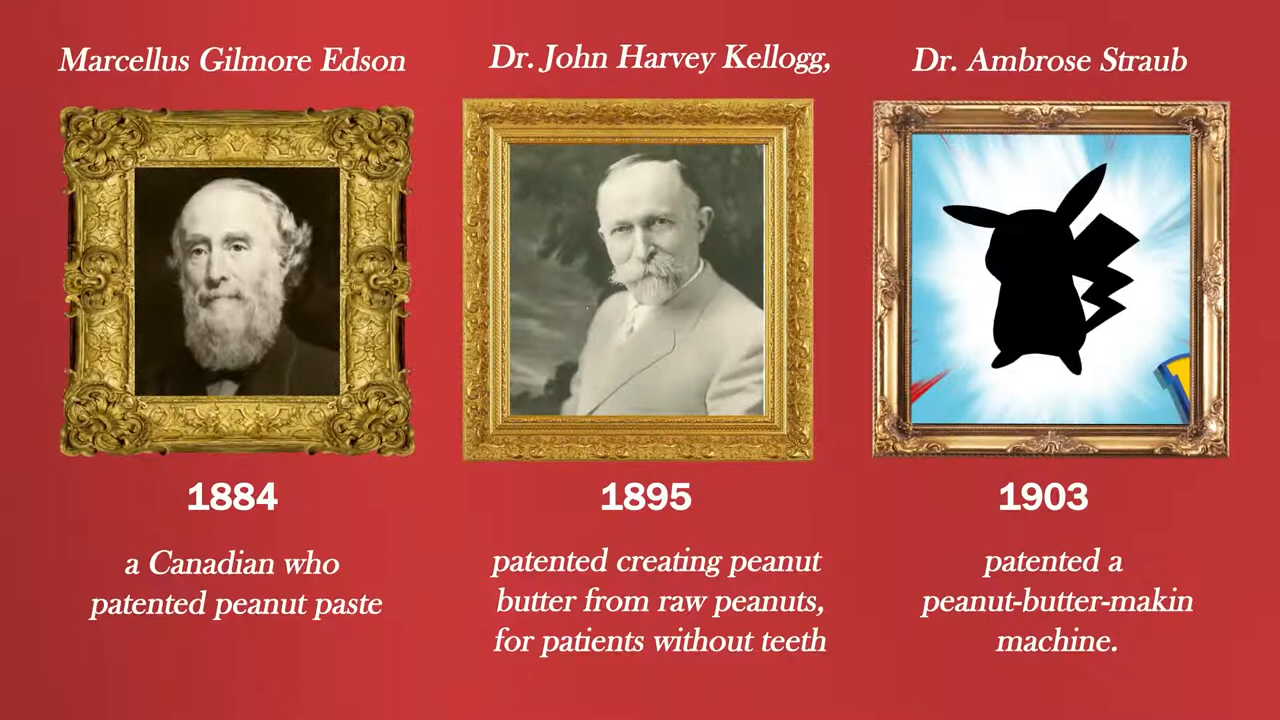 Marcellus Gilmore Edson
Dr. John Harvey Kellogg,
Dr. Ambrose Straub
1884
1895
1903
a Canadian who
patented peanut paste
patented creating peanut
butter from raw peanuts,
for patients without teeth
patented a
peanut-butter-makin
machine.